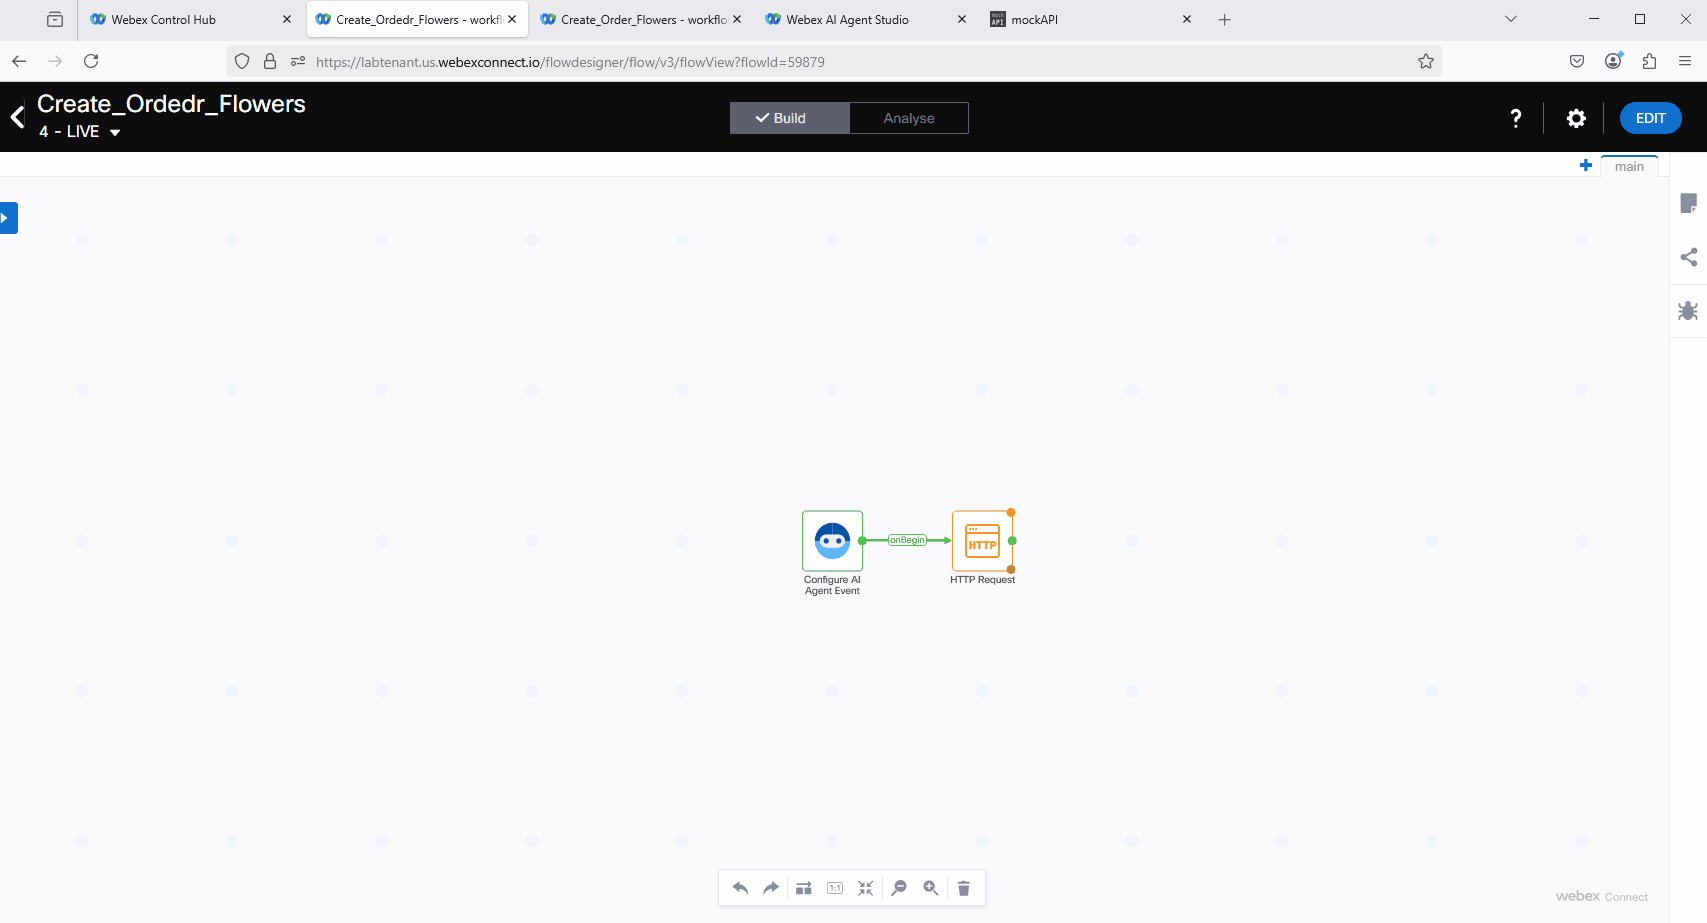 Webex Control Hub
Create_Ordedr_Flowers - workfl
Create_Order_Flowers - workflo
Webex AI Agent Studio
mock API
mockAPI
https://labtenant.us.webexconnect.io/flowdesigner/flow/v3/flowView?flowId=59879
Create_Ordedr_Flowers
4 - LIVE
Build
Analyse
?
EDIT
main
onBegin
HTTP
Configure AI
Agent Event
HTTP Request
1:1
webex Connect